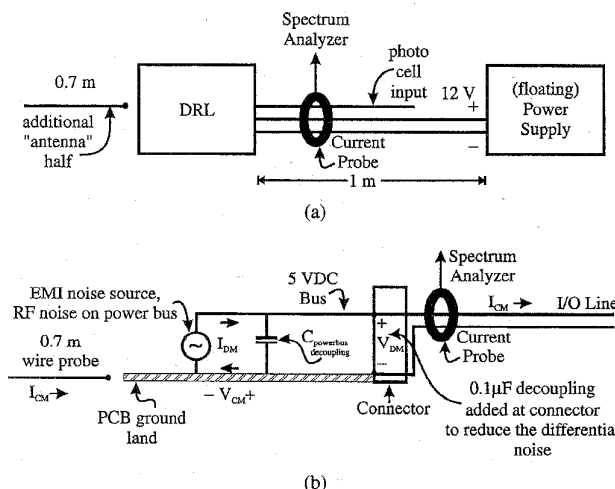 Spectrum
Analyzer
photo
cell
input
0.7 m
DRL
12 V
+
(floating)
Power
Supply
additional
"antenna"
half
Current
Probe
−
1 m
(a)
Spectrum
Analyzer
EMI noise source,
RF noise on power bus
5 VDC
Bus
I_CM
I/O Line
0.7 m
wire probe
I_DM
C_powerbus decoupling
+
V_DM
−
Current
Probe
I_CM
PCB ground
land
− V_CM +
Connector
0.1μF decoupling
added at connector
to reduce the differential
noise
(b)